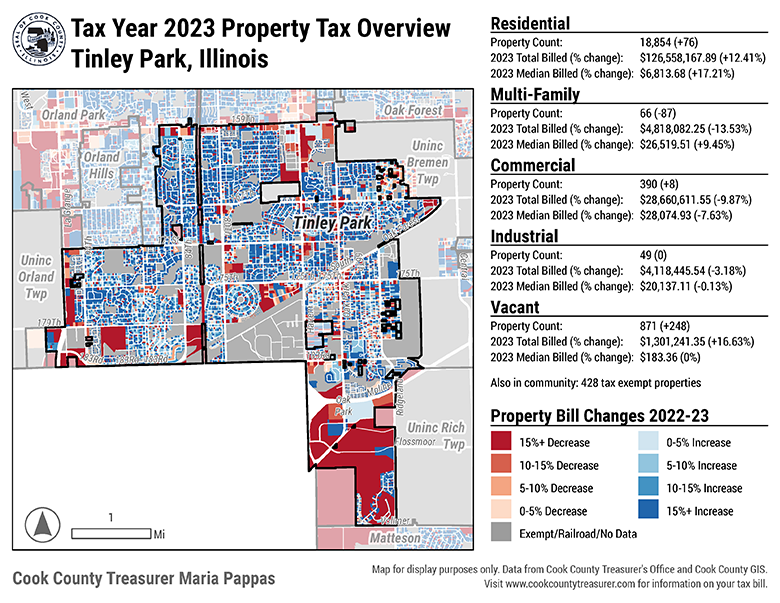 SEAL OF COOK COUNTY
ILLINOIS
Tax Year 2023 Property Tax Overview
Tinley Park, Illinois
Residential
Property Count: 18,854 (+76)
2023 Total Billed (% change): $126,558,167.89 (+12.41%)
2023 Median Billed (% change): $6,813.68 (+17.21%)
Multi-Family
Property Count: 66 (-87)
2023 Total Billed (% change): $4,818,082.25 (-13.53%)
2023 Median Billed (% change): $26,519.51 (+9.45%)
Commercial
Property Count: 390 (+8)
2023 Total Billed (% change): $28,660,611.55 (-9.87%)
2023 Median Billed (% change): $28,074.93 (-7.63%)
Industrial
Property Count: 49 (0)
2023 Total Billed (% change): $4,118,445.54 (-3.18%)
2023 Median Billed (% change): $20,137.11 (-0.13%)
Vacant
Property Count: 871 (+248)
2023 Total Billed (% change): $1,301,241.35 (+16.63%)
2023 Median Billed (% change): $183.36 (0%)
Also in community: 428 tax exempt properties
Property Bill Changes 2022-23
15%+ Decrease
10-15% Decrease
5-10% Decrease
0-5% Decrease
Exempt/Railroad/No Data
0-5% Increase
5-10% Increase
10-15% Increase
15%+ Increase
West
Orland Park
159Th
Oak Forest
Orland
Hills
Uninc
Bremen
Twp
La Grange
Tinley Park
Uninc
Orland
Twp
175Th
179Th
183Rd
Oak
Park
Ridgeland
Uninc Rich
Twp
Flossmoor
Vollmer
Matteson
1
Mi
Cook County Treasurer Maria Pappas
Map for display purposes only. Data from Cook County Treasurer's Office and Cook County GIS.
Visit www.cookcountytreasurer.com for information on your tax bill.